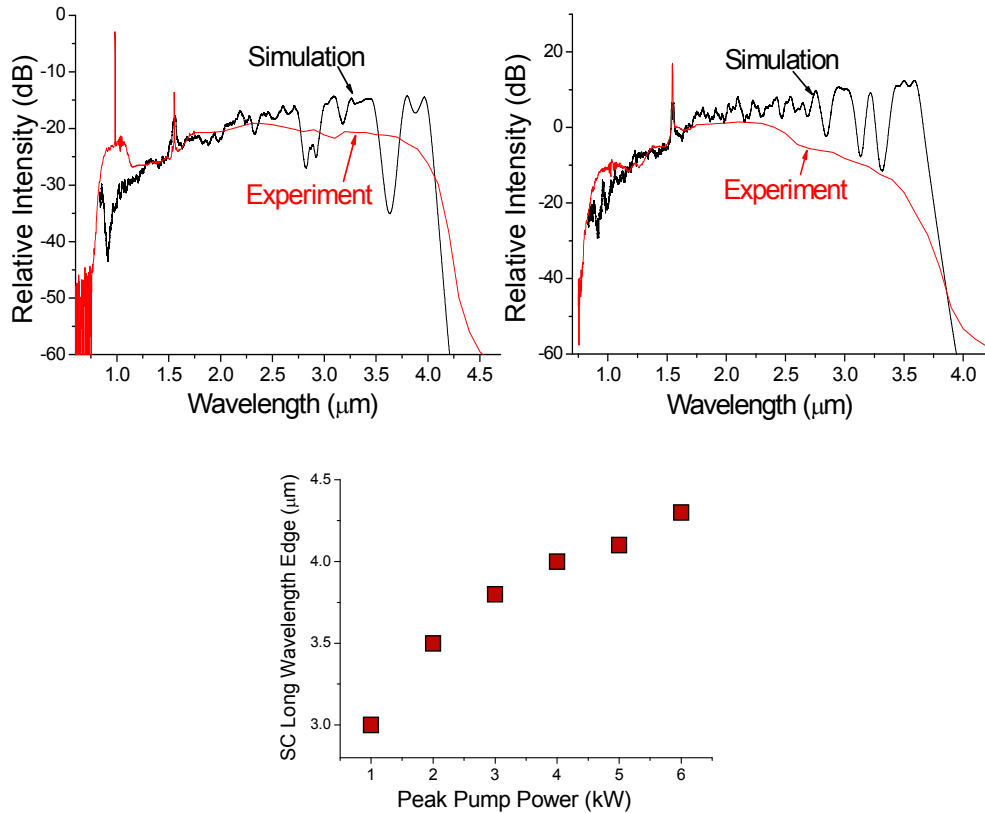 0
-10
-20
-30
-40
-50
-60
Relative Intensity (dB)
Simulation
Experiment
1.0 1.5 2.0 2.5 3.0 3.5 4.0 4.5
Wavelength (μm)
20
0
-20
-40
-60
Relative Intensity (dB)
Simulation
Experiment
1.0 1.5 2.0 2.5 3.0 3.5 4.0
Wavelength (μm)
4.5
4.0
3.5
3.0
SC Long Wavelength Edge (μm)
1 2 3 4 5 6
Peak Pump Power (kW)